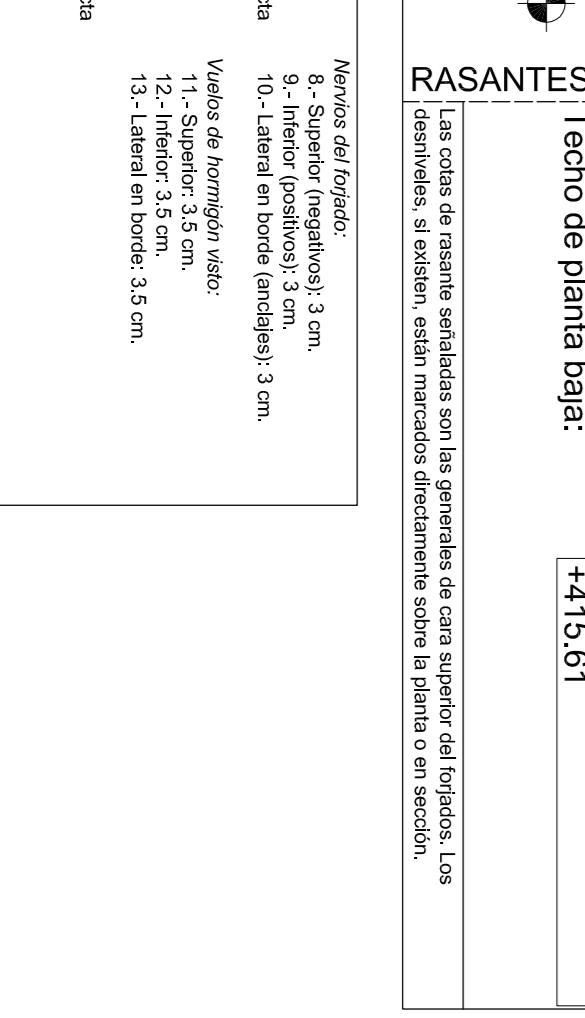 RASANTES
Techo de planta baja:
+415.61
Las cotas de rasante señaladas son las generales de cara superior del forjados. Los
desniveles, si existen, están marcados directamente sobre la planta o en sección.
Nervios del forjado:
8.- Superior (negativos): 3 cm.
9.- Inferior (positivos): 3 cm.
10.- Lateral en borde (anclajes): 3 cm.
Vuelos de hormigón visto:
11.- Superior: 3.5 cm.
12.- Inferior: 3.5 cm.
13.- Lateral en borde: 3.5 cm.